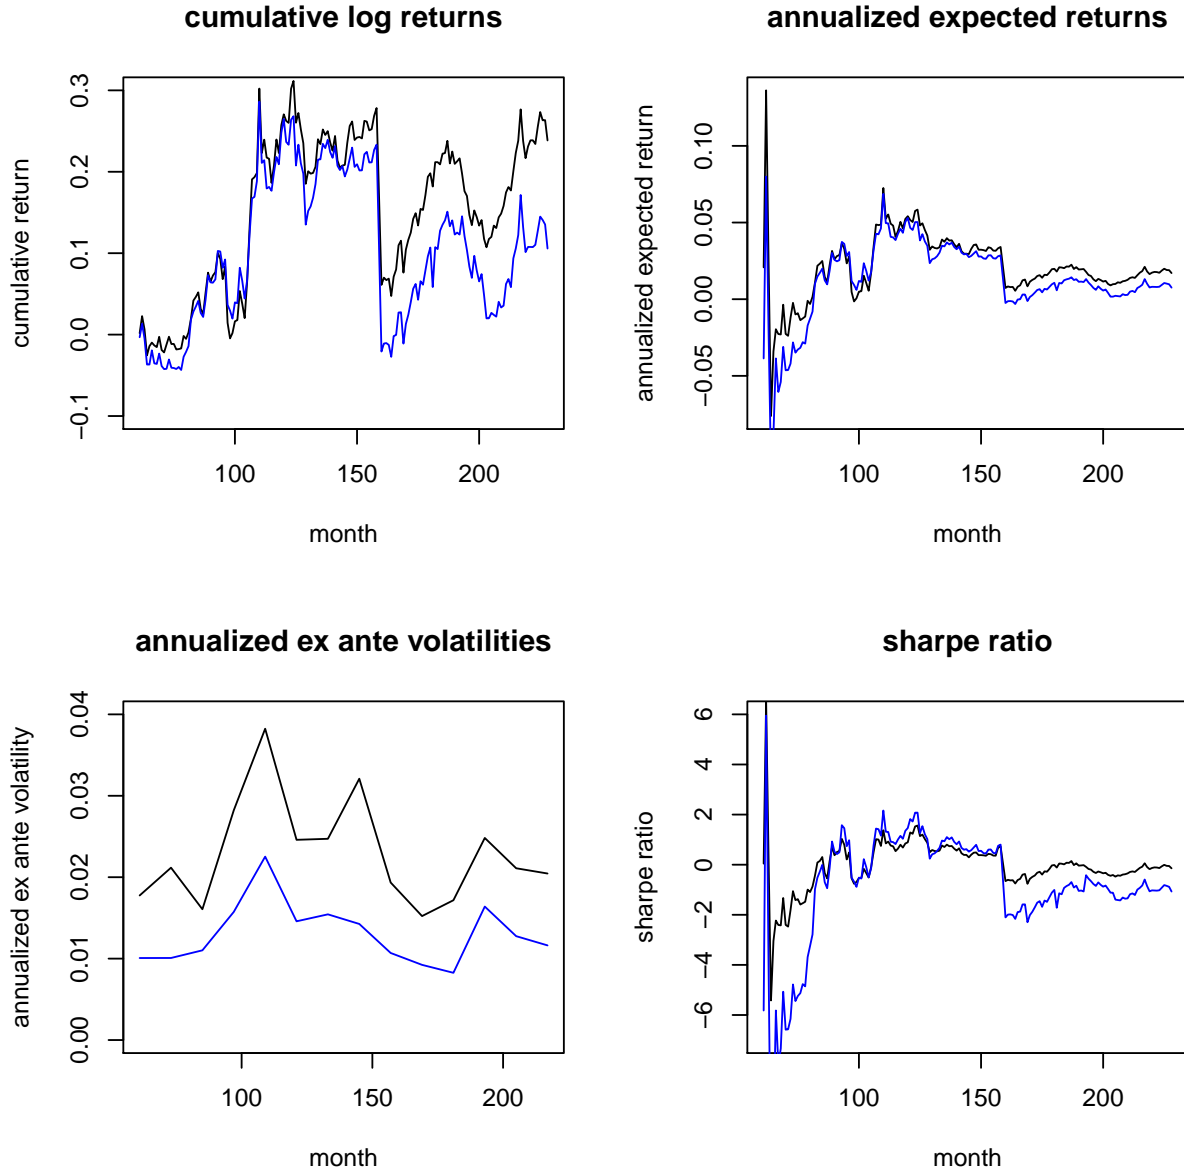 cumulative log returns
cumulative return
0.3
0.2
0.1
0.0
−0.1
100 150 200
month
annualized expected returns
annualized expected return
0.10
0.05
0.00
−0.05
100 150 200
month
annualized ex ante volatilities
annualized ex ante volatility
0.04
0.03
0.02
0.01
0.00
100 150 200
month
sharpe ratio
sharpe ratio
6
4
2
0
−2
−4
−6
100 150 200
month